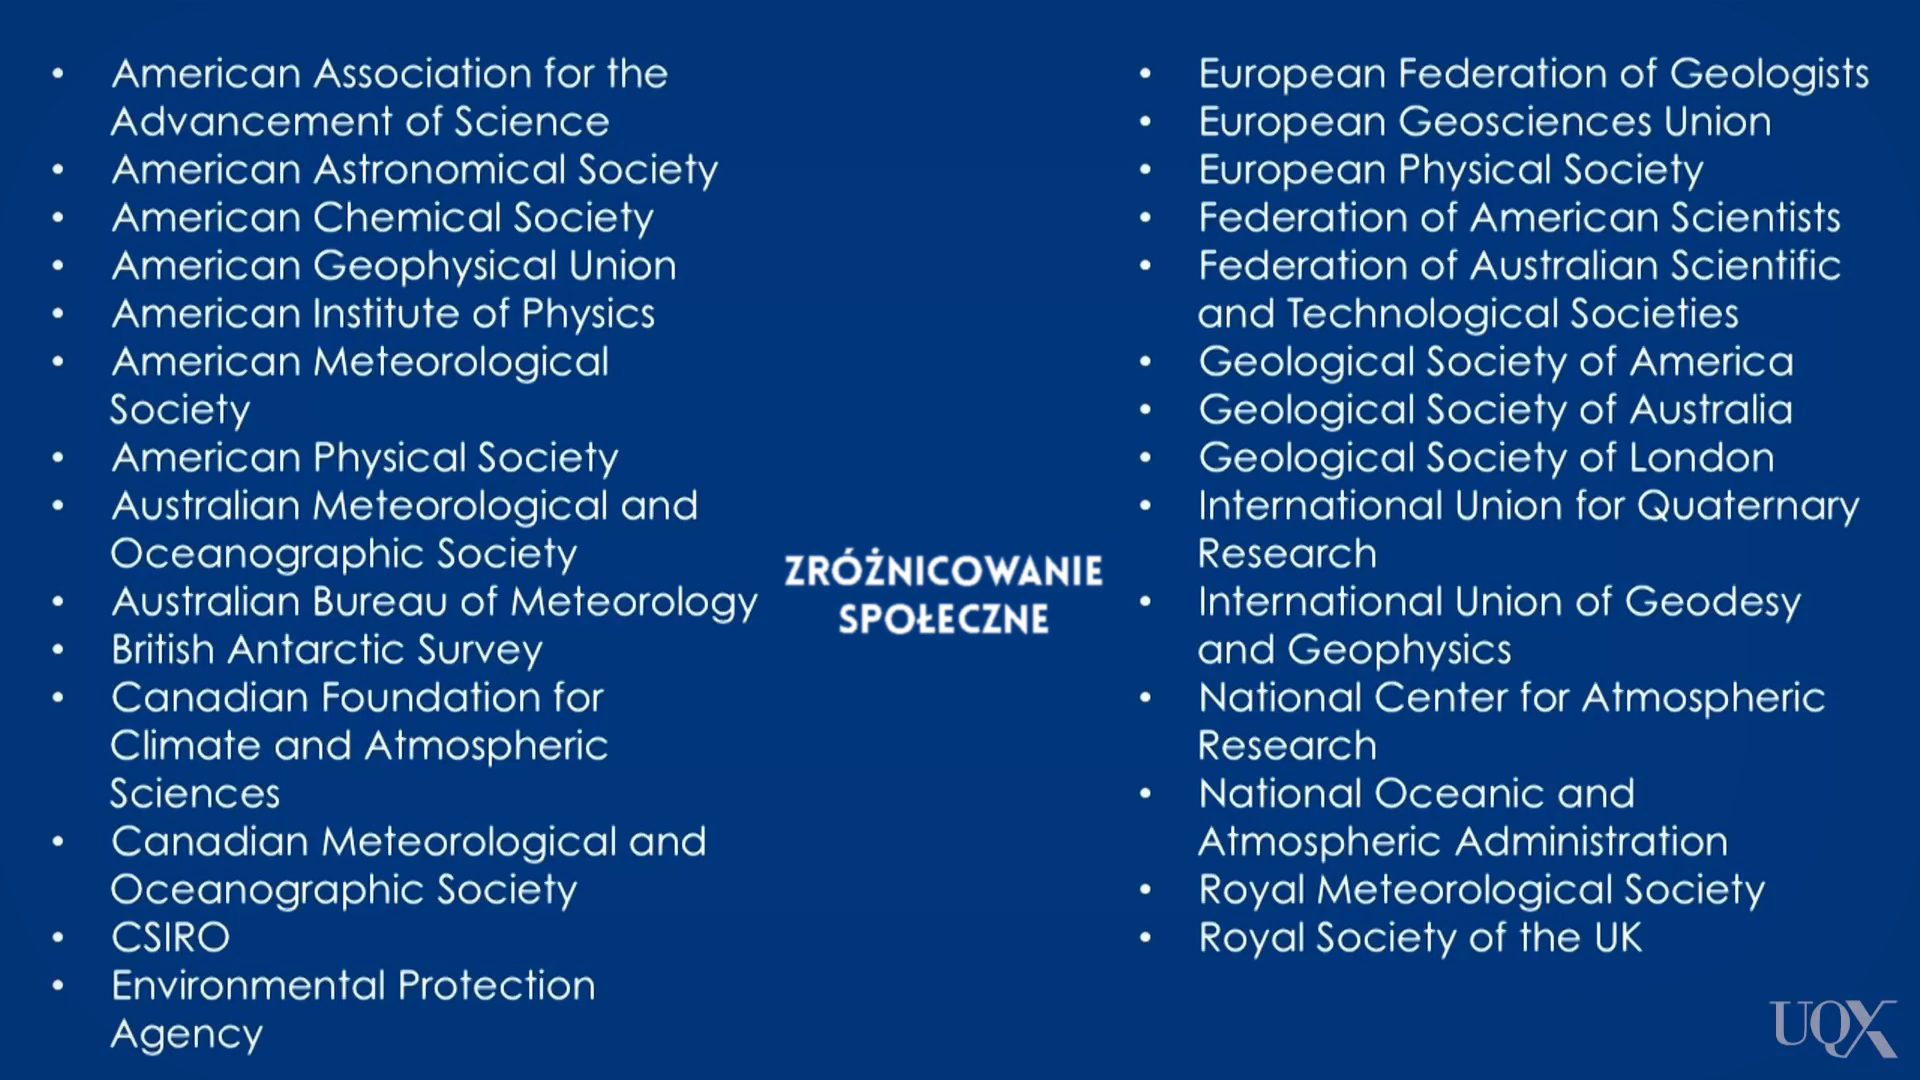 • American Association for the
Advancement of Science
• American Astronomical Society
• American Chemical Society
• American Geophysical Union
• American Institute of Physics
• American Meteorological
Society
• American Physical Society
• Australian Meteorological and
Oceanographic Society
• Australian Bureau of Meteorology
• British Antarctic Survey
• Canadian Foundation for
Climate and Atmospheric
Sciences
• Canadian Meteorological and
Oceanographic Society
• CSIRO
• Environmental Protection
Agency
ZRÓŻNICOWANIE
SPOŁECZNE
• European Federation of Geologists
• European Geosciences Union
• European Physical Society
• Federation of American Scientists
• Federation of Australian Scientific
and Technological Societies
• Geological Society of America
• Geological Society of Australia
• Geological Society of London
• International Union for Quaternary
Research
• International Union of Geodesy
and Geophysics
• National Center for Atmospheric
Research
• National Oceanic and
Atmospheric Administration
• Royal Meteorological Society
• Royal Society of the UK
UQX